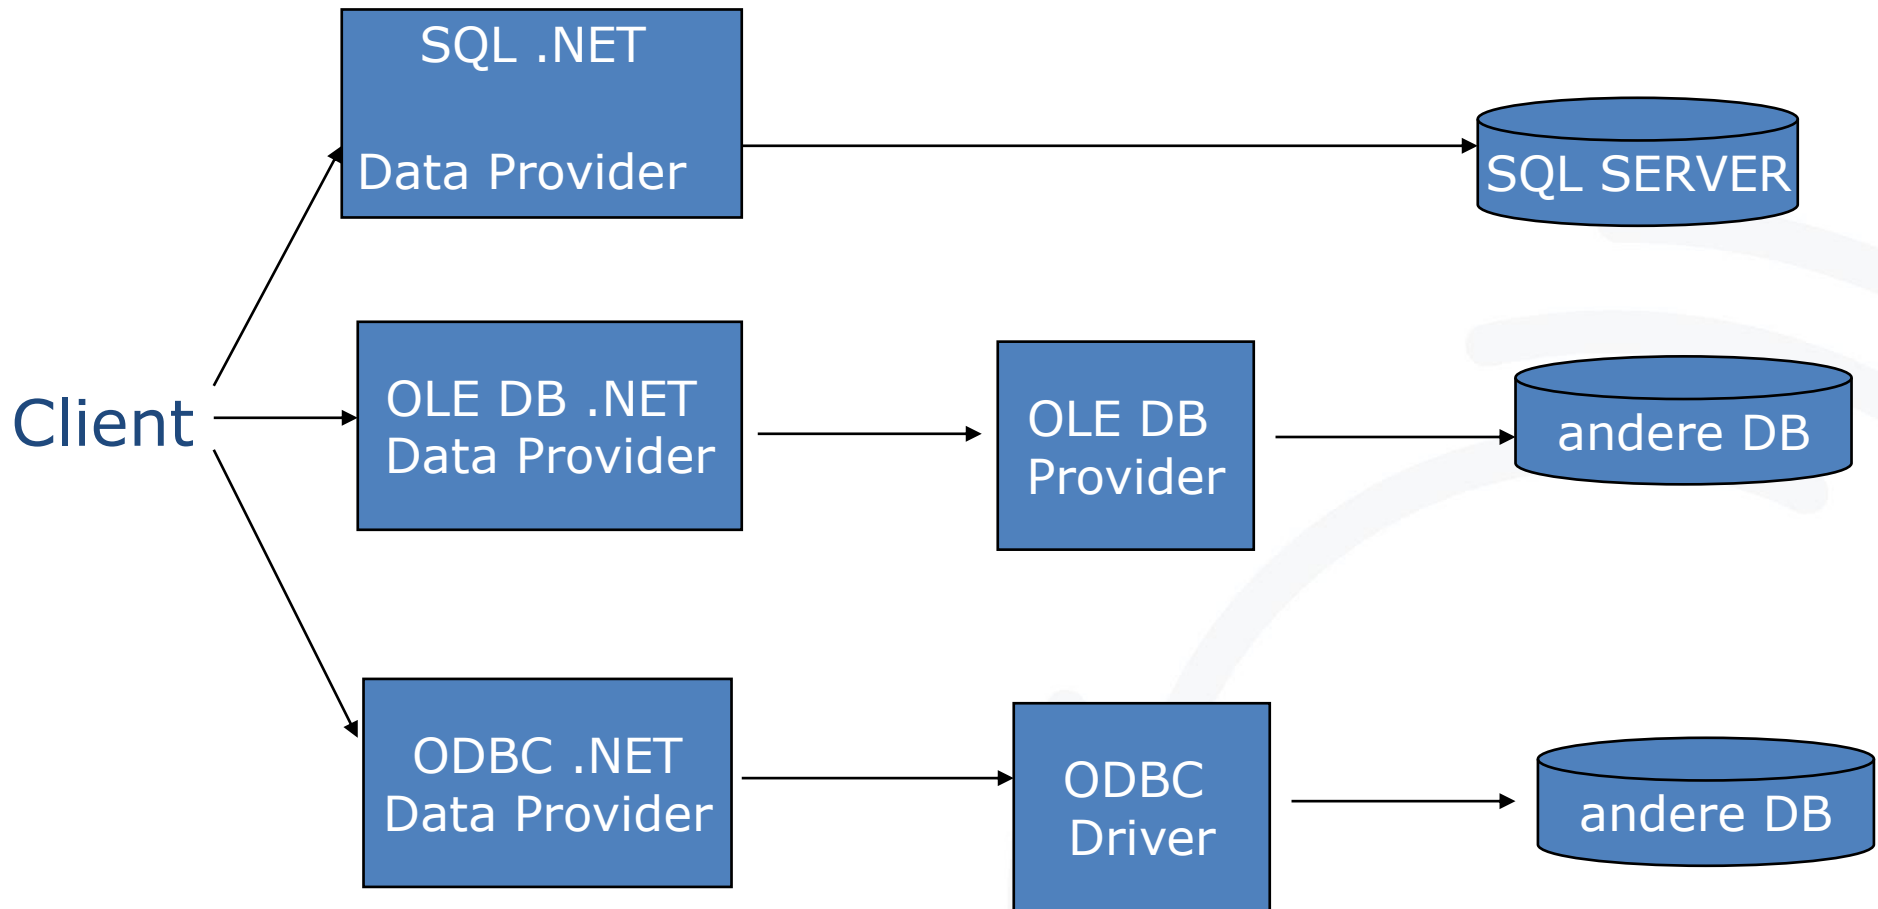 SQL .NET
Data Provider
SQL SERVER
Client
OLE DB .NET
Data Provider
OLE DB
Provider
andere DB
ODBC .NET
Data Provider
ODBC
Driver
andere DB